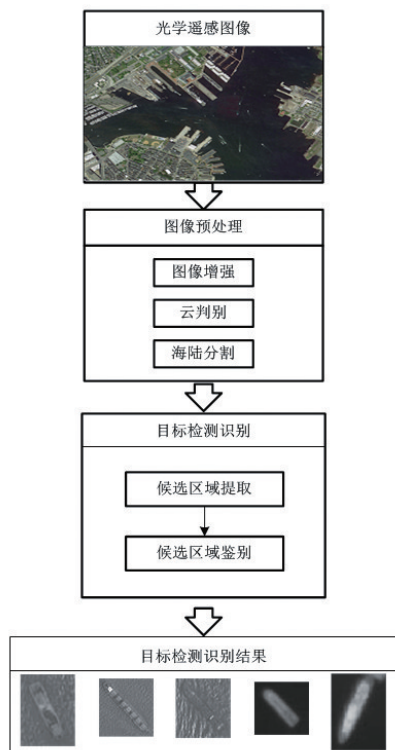 光学遥感图像
图像预处理
图像增强
云判别
海陆分割
目标检测识别
候选区域提取
候选区域鉴别
目标检测识别结果